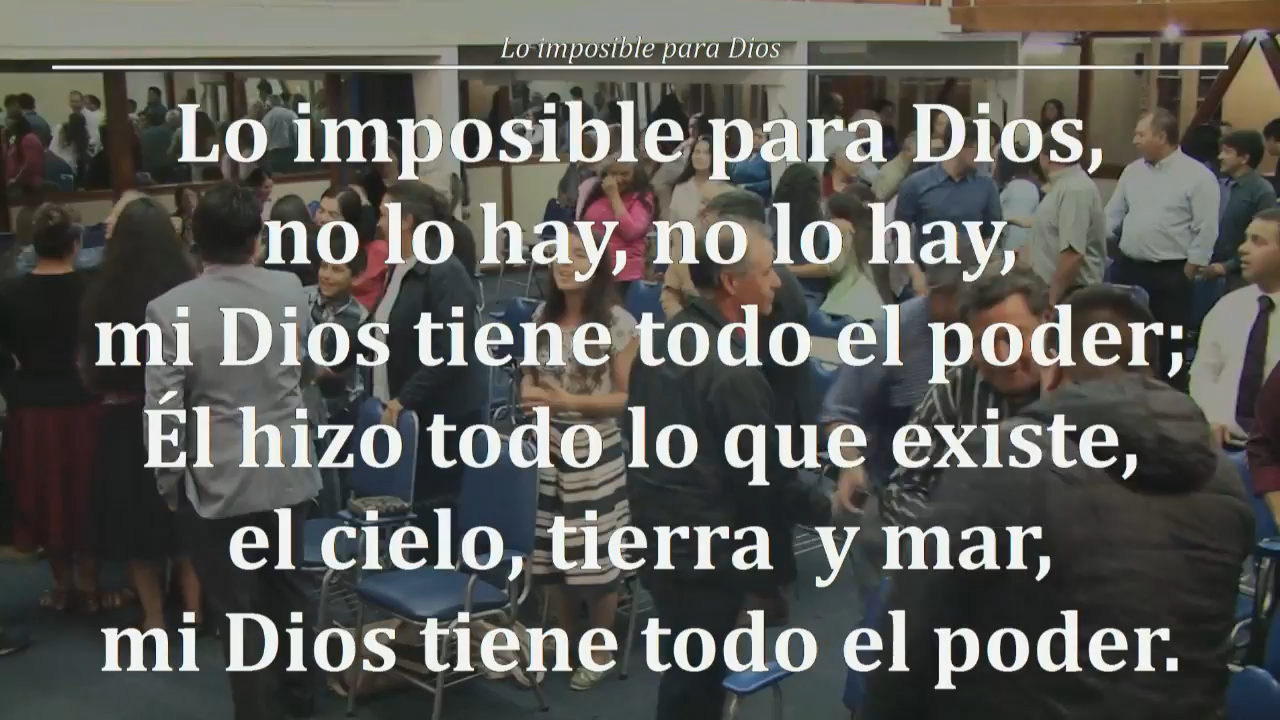 Lo imposible para Dios
Lo imposible para Dios,
no lo hay, no lo hay,
mi Dios tiene todo el poder;
Él hizo todo lo que existe,
el cielo, tierra y mar,
mi Dios tiene todo el poder.